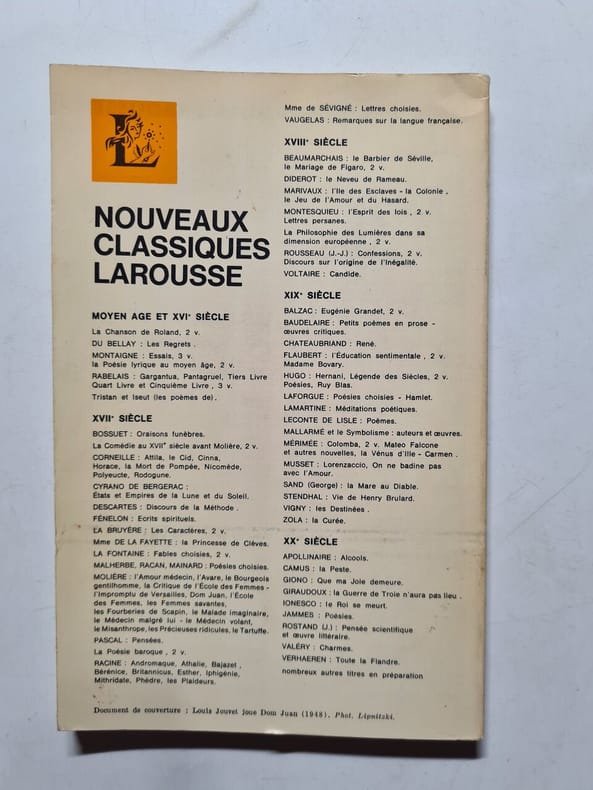 L
NOUVEAUX
CLASSIQUES
LAROUSSE
MOYEN AGE ET XVIᵉ SIÈCLE
La Chanson de Roland, 2 v.
DU BELLAY : Les Regrets .
MONTAIGNE : Essais, 3 v.
la Poésie lyrique au moyen âge, 2 v.
RABELAIS : Gargantua, Pantagruel, Tiers Livre
Quart Livre et Cinquième Livre , 3 v.
Tristan et Iseut (les poèmes de).
XVIIᵉ SIÈCLE
BOSSUET : Oraisons funèbres.
La Comédie au XVIIᵉ siècle avant Molière, 2 v.
CORNEILLE : Attila, le Cid, Cinna,
Horace, la Mort de Pompée, Nicomède,
Polyeucte, Rodogune.
CYRANO DE BERGERAC :
États et Empires de la Lune et du Soleil.
DESCARTES : Discours de la Méthode .
FÉNELON : Ecrits spirituels.
LA BRUYÈRE : Les Caractères, 2 v.
Mme DE LA FAYETTE : la Princesse de Clèves.
LA FONTAINE : Fables choisies, 2 v.
MALHERBE, RACAN, MAINARD : Poésies choisies.
MOLIÈRE : l'Amour médecin, l'Avare, le Bourgeois
gentilhomme, la Critique de l'École des Femmes -
l'Impromptu de Versailles, Dom Juan, l'École
des Femmes, les Femmes savantes,
les Fourberies de Scapin, le Malade imaginaire,
le Médecin malgré lui - le Médecin volant,
le Misanthrope, les Précieuses ridicules, le Tartuffe.
PASCAL : Pensées.
La Poésie baroque , 2 v.
RACINE : Andromaque, Athalie, Bajazet ,
Bérénice, Britannicus, Esther, Iphigénie,
Mithridate, Phèdre, les Plaideurs.
Mme de SÉVIGNÉ : Lettres choisies.
VAUGELAS : Remarques sur la langue française.
XVIIIᵉ SIÈCLE
BEAUMARCHAIS : le Barbier de Séville,
le Mariage de Figaro, 2 v.
DIDEROT : le Neveu de Rameau.
MARIVAUX : l'Ile des Esclaves - la Colonie .
le Jeu de l'Amour et du Hasard.
MONTESQUIEU : l'Esprit des lois , 2 v.
Lettres persanes.
La Philosophie des Lumières dans sa
dimension européenne , 2 v.
ROUSSEAU (J.-J.) : Confessions, 2 v.
Discours sur l'origine de l'Inégalité.
VOLTAIRE : Candide.
XIXᵉ SIÈCLE
BALZAC : Eugénie Grandet, 2 v.
BAUDELAIRE : Petits poèmes en prose -
œuvres critiques.
CHATEAUBRIAND : René.
FLAUBERT : l'Éducation sentimentale , 2 v.
Madame Bovary.
HUGO : Hernani, Légende des Siècles, 2 v.
Poésies, Ruy Blas.
LAFORGUE : Poésies choisies - Hamlet.
LAMARTINE : Méditations poétiques.
LECONTE DE LISLE : Poèmes.
MALLARMÉ et le Symbolisme : auteurs et œuvres.
MÉRIMÉE : Colomba, 2 v. Mateo Falcone
et autres nouvelles, la Vénus d'Ille - Carmen .
MUSSET : Lorenzaccio, On ne badine pas
avec l'Amour.
SAND (George) : la Mare au Diable.
STENDHAL : Vie de Henry Brulard.
VIGNY : les Destinées .
ZOLA : la Curée.
XXᵉ SIÈCLE
APOLLINAIRE : Alcools.
CAMUS : la Peste.
GIONO : Que ma Joie demeure.
GIRAUDOUX : la Guerre de Troie n'aura pas lieu .
IONESCO : le Roi se meurt.
JAMMES : Poésies.
ROSTAND (J.) : Pensée scientifique
et œuvre littéraire.
VALÉRY : Charmes.
VERHAEREN : Toute la Flandre.
nombreux autres titres en préparation
Document de couverture : Louis Jouvet joue Dom Juan (1948). Phot. Lipnitzki.